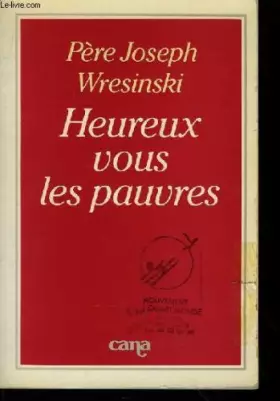 Le-livre.com
Père Joseph
Wresinski
Heureux
vous
les pauvres
cana